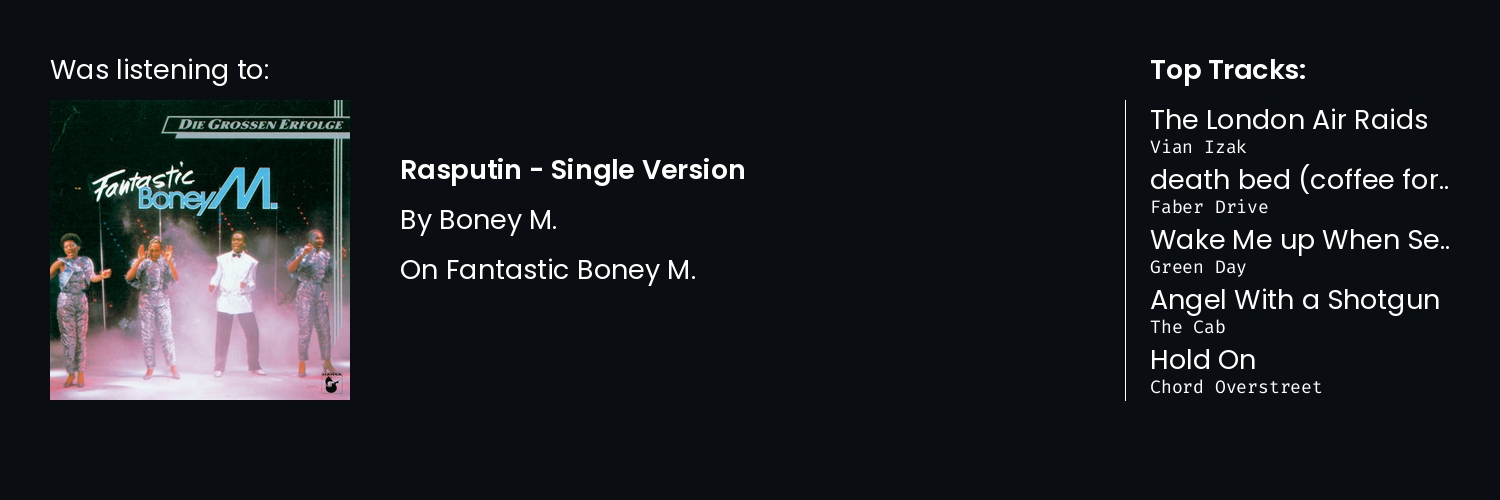 Was listening to:
DIE GROSSEN ERFOLGE
Fantastic
Boney M.
Rasputin - Single Version
By Boney M.
On Fantastic Boney M.
Top Tracks:
The London Air Raids
Vian Izak
death bed (coffee for..
Faber Drive
Wake Me up When Se..
Green Day
Angel With a Shotgun
The Cab
Hold On
Chord Overstreet